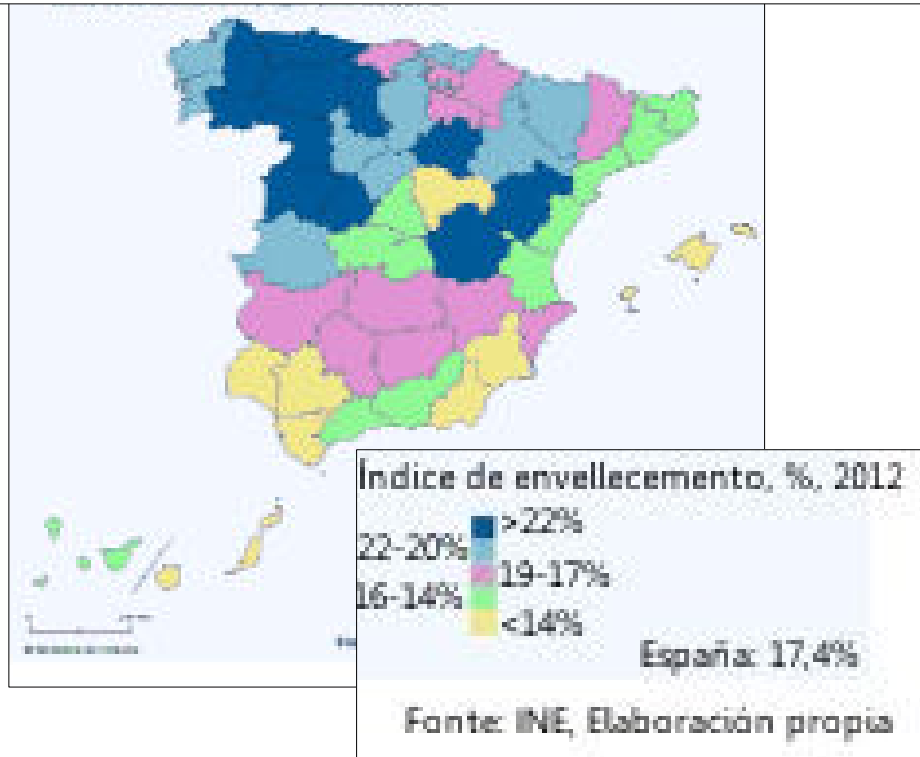 Índice de envellecemento, %, 2012
>22%
22-20%
19-17%
16-14%
<14%
España: 17,4%
Fonte: INE, Elaboración propia